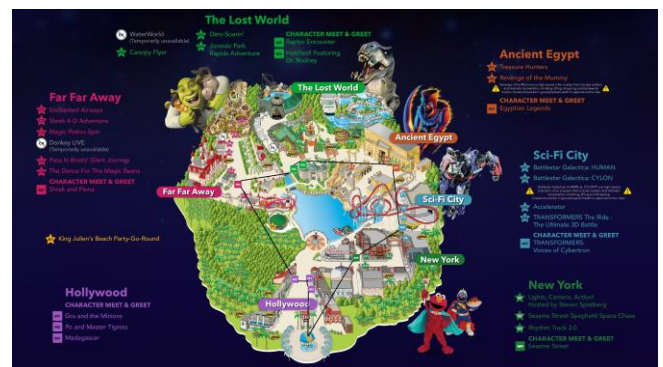 The Lost World
WaterWorld
(Temporarily unavailable)
Canopy Flyer
Dino-Soarin'
Jurassic Park
Rapids Adventure
CHARACTER MEET & GREET
Raptor Encounter
Hatched! Featuring
Dr. Rodney
Ancient Egypt
Treasure Hunters
Revenge of the Mummy
CHARACTER MEET & GREET
Egyptian Legends
Far Far Away
Enchanted Airways
Shrek 4-D Adventure
Magic Potion Spin
Donkey LIVE
(Temporarily unavailable)
Puss In Boots' Giant Journey
The Dance For The Magic Beans
CHARACTER MEET & GREET
Shrek and Fiona
King Julien's Beach Party-Go-Round
Sci-Fi City
Battlestar Galactica: HUMAN
Battlestar Galactica: CYLON
Accelerator
TRANSFORMERS The Ride :
The Ultimate 3D Battle
CHARACTER MEET & GREET
TRANSFORMERS:
Voices of Cybertron
Hollywood
CHARACTER MEET & GREET
Gru and the Minions
Po and Master Tigress
Madagascar
New York
Lights, Camera, Action!
Hosted by Steven Spielberg
Sesame Street Spaghetti Space Chase
Rhythm Truck 2.0
CHARACTER MEET & GREET
Sesame Street
The Lost World
Ancient Egypt
Far Far Away
Sci-Fi City
New York
Hollywood